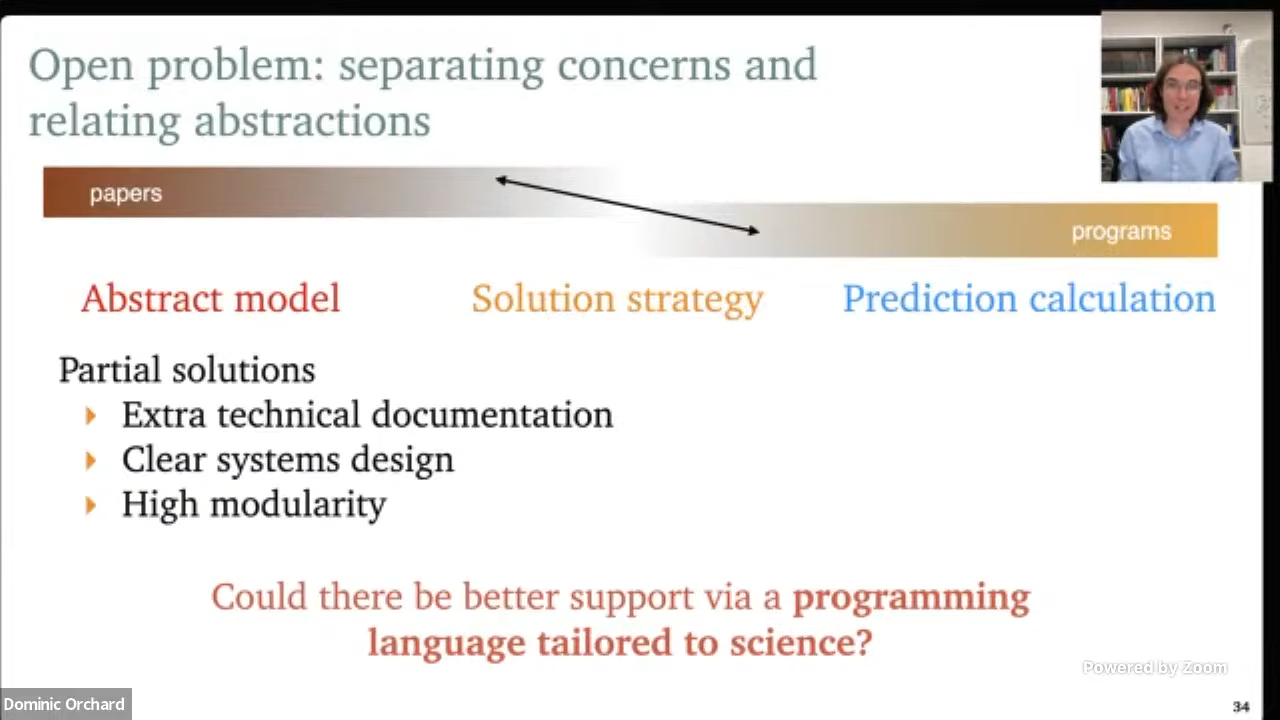 Open problem: separating concerns and
relating abstractions
papers
programs
Abstract model
Solution strategy
Prediction calculation
Partial solutions
Extra technical documentation
Clear systems design
High modularity
Could there be better support via a programming
language tailored to science?
Powered by Zoom
Dominic Orchard
34